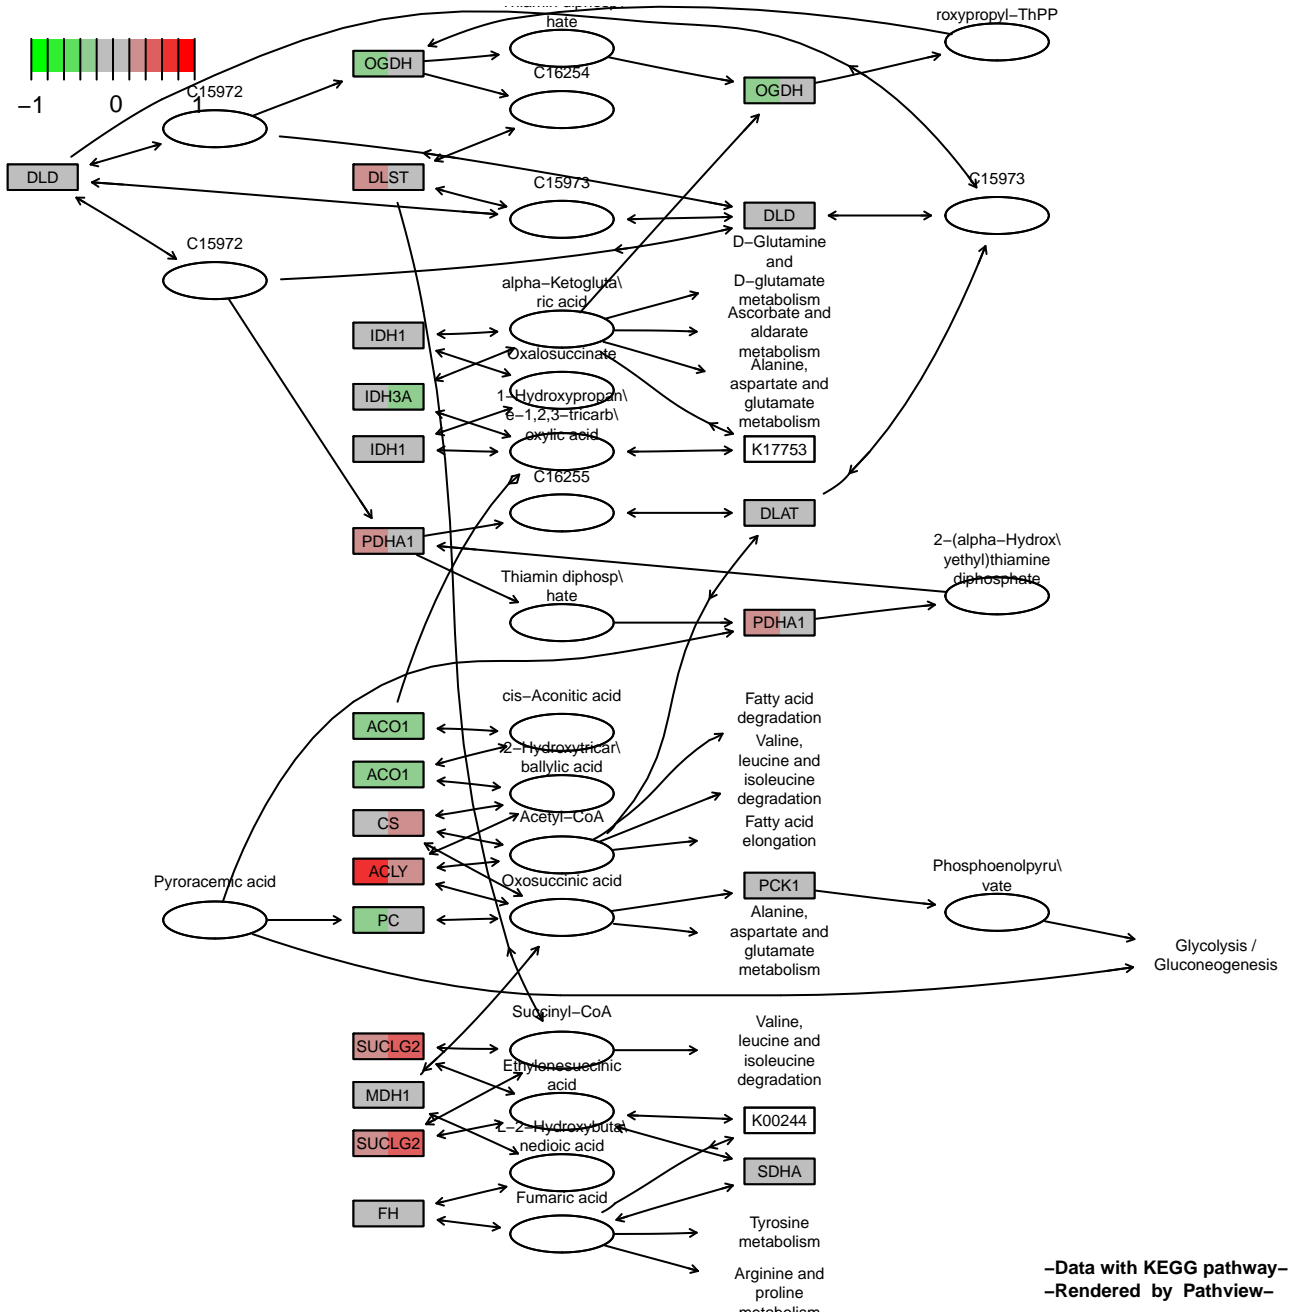 hate
roxypropyl−ThPP
−1
0
1
C15972
OGDH
C16254
OGDH
DLD
DLST
C15973
C15973
DLD
C15972
D−Glutamine
and
D−glutamate
metabolism
alpha−Ketogluta\
ric acid
Ascorbate and
aldarate
metabolism
IDH1
Oxalosuccinate
Alanine,
aspartate and
glutamate
metabolism
IDH3A
1−Hydroxypropan\
e−1,2,3−tricarb\
oxylic acid
IDH1
K17753
C16255
DLAT
PDHA1
2−(alpha−Hydrox\
yethyl)thiamine
diphosphate
Thiamin diphosp\
hate
PDHA1
cis−Aconitic acid
Fatty acid
degradation
ACO1
2−Hydroxytricar\
ballylic acid
Valine,
leucine and
isoleucine
degradation
ACO1
CS
Acetyl−CoA
Fatty acid
elongation
ACLY
Oxosuccinic acid
Pyroracemic acid
PCK1
Phosphoenolpyru\
vate
PC
Alanine,
aspartate and
glutamate
metabolism
Glycolysis /
Gluconeogenesis
Succinyl−CoA
Valine,
leucine and
isoleucine
degradation
SUCLG2
Ethylenesuccinic
acid
MDH1
K00244
SUCLG2
L−2−Hydroxybuta\
nedioic acid
SDHA
Fumaric acid
FH
Tyrosine
metabolism
Arginine and
proline
metabolism
−Data with KEGG pathway−
−Rendered by Pathview−